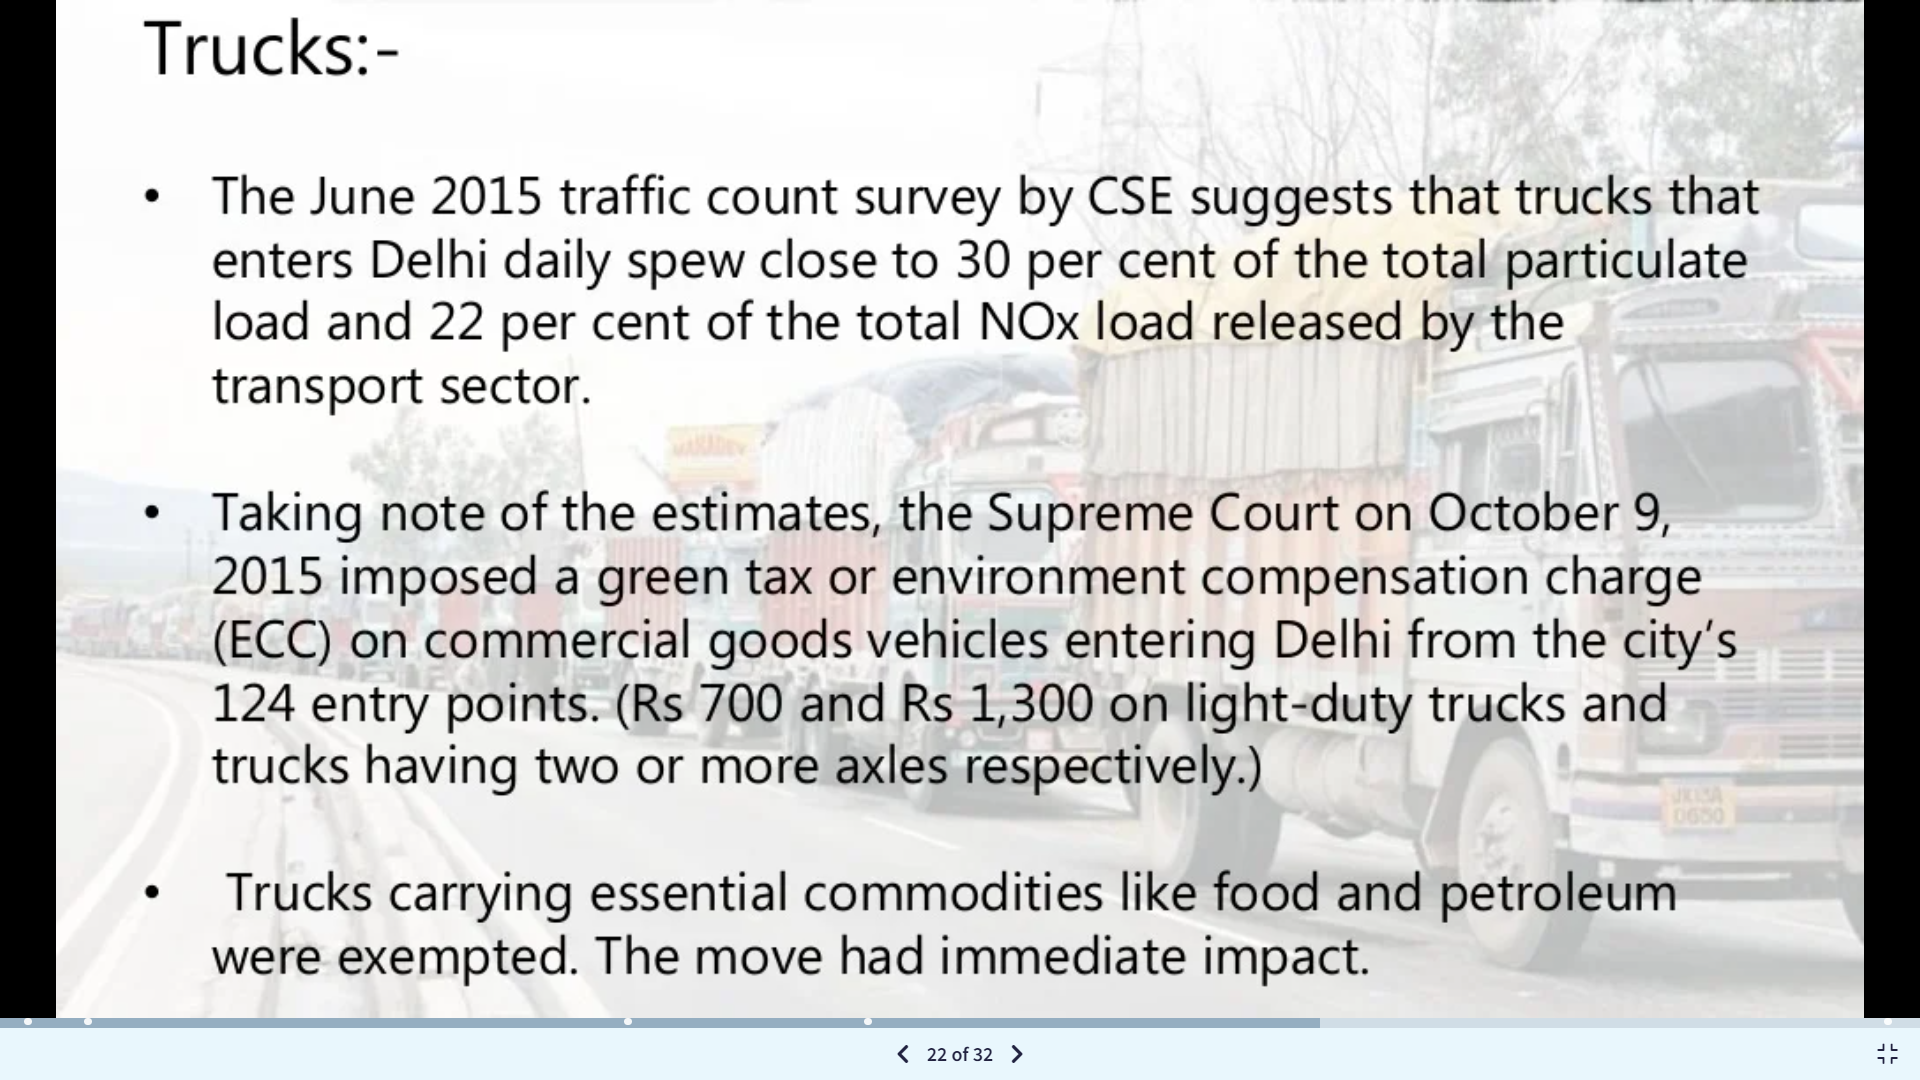 Trucks:-
• The June 2015 traffic count survey by CSE suggests that trucks that
enters Delhi daily spew close to 30 per cent of the total particulate
load and 22 per cent of the total NOx load released by the
transport sector.
• Taking note of the estimates, the Supreme Court on October 9,
2015 imposed a green tax or environment compensation charge
(ECC) on commercial goods vehicles entering Delhi from the city's
124 entry points. (Rs 700 and Rs 1,300 on light-duty trucks and
trucks having two or more axles respectively.)
• Trucks carrying essential commodities like food and petroleum
were exempted. The move had immediate impact.
22 of 32